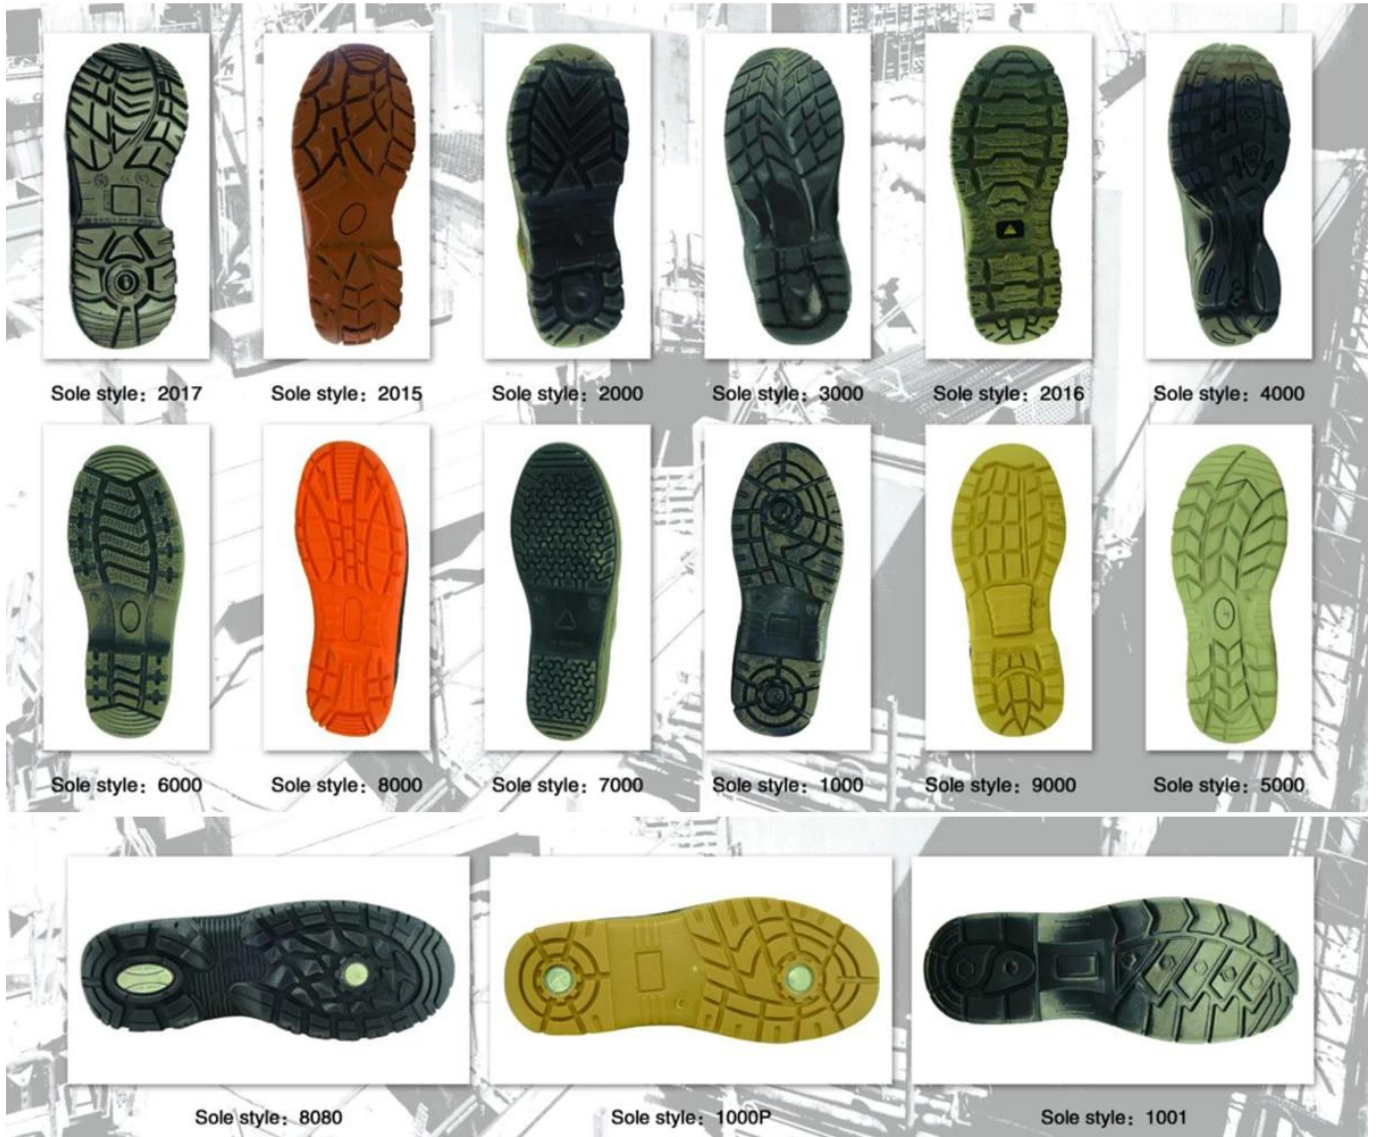 Sole style：2017
Sole style：2015
Sole style：2000
Sole style：3000
Sole style：2016
Sole style：4000
Sole style：6000
Sole style：8000
Sole style：7000
Sole style：1000
Sole style：9000
Sole style：5000
Sole style：8080
Sole style：1000P
Sole style：1001